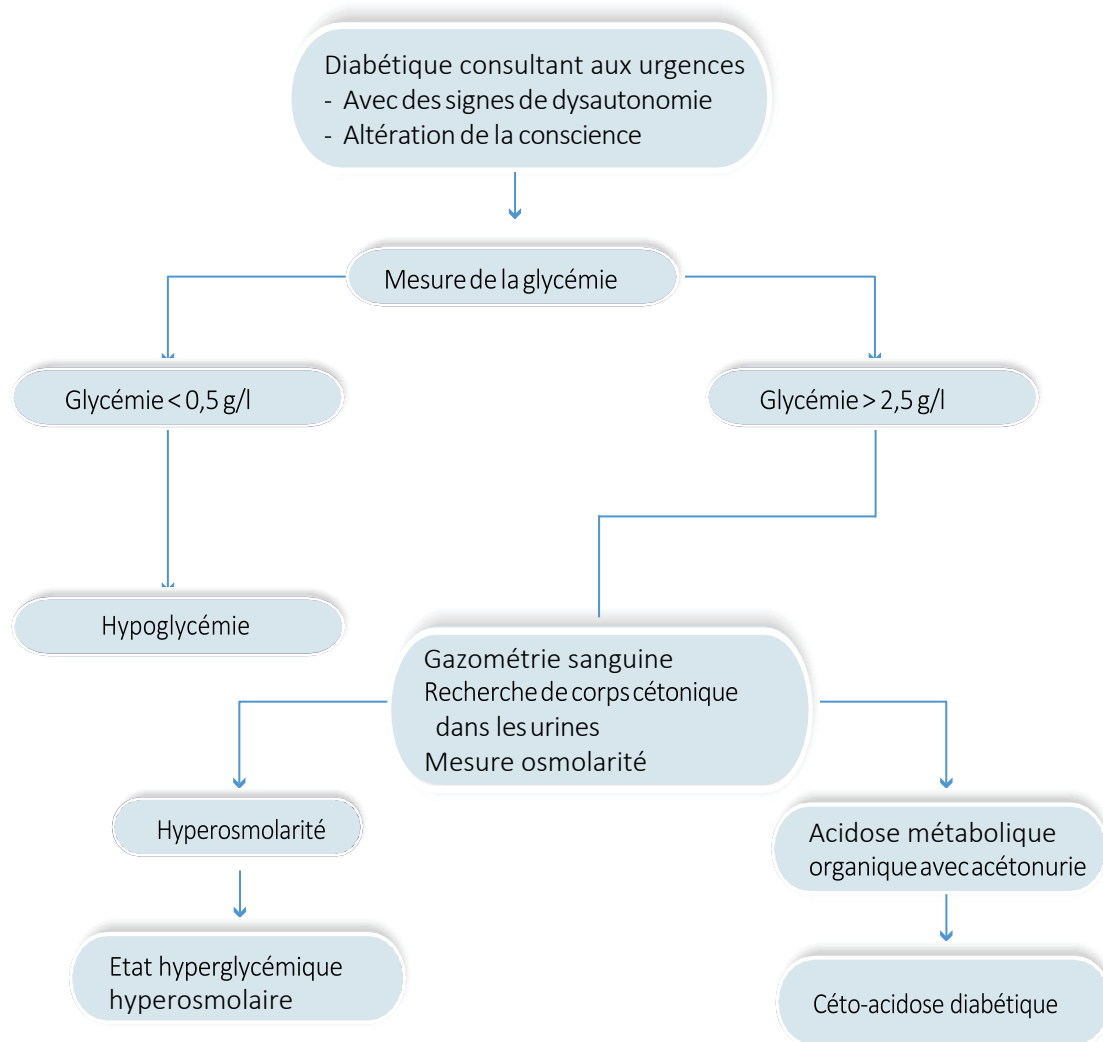 Diabétique consultant aux urgences
- Avec des signes de dysautonomie
- Altération de la conscience
Mesure de la glycémie
Glycémie < 0,5 g/l
Glycémie > 2,5 g/l
Hypoglycémie
Gazométrie sanguine
Recherche de corps cétonique
dans les urines
Mesure osmolarité
Hyperosmolarité
Acidose métabolique
organique avec acétonurie
Etat hyperglycémique
hyperosmolaire
Céto-acidose diabétique